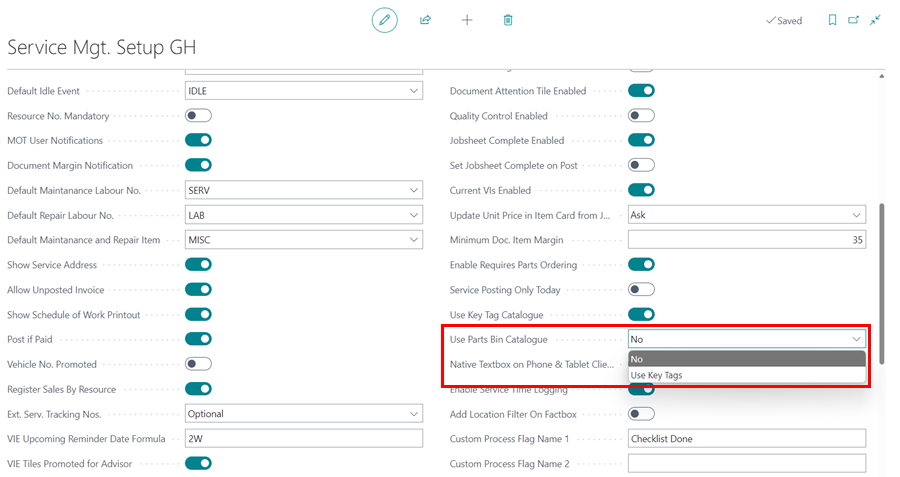 Saved
Service Mgt. Setup GH
Default Idle Event
IDLE
Resource No. Mandatory
MOT User Notifications
Document Margin Notification
Default Maintanance Labour No.
SERV
Default Repair Labour No.
LAB
Default Maintanance and Repair Item
MISC
Show Service Address
Allow Unposted Invoice
Show Schedule of Work Printout
Post if Paid
Vehicle No. Promoted
Register Sales By Resource
Ext. Serv. Tracking Nos.
Optional
VIE Upcoming Reminder Date Formula
2W
VIE Tiles Promoted for Advisor
Document Attention Tile Enabled
Quality Control Enabled
Jobsheet Complete Enabled
Set Jobsheet Complete on Post
Current VIs Enabled
Update Unit Price in Item Card from J...
Ask
Minimum Doc. Item Margin
35
Enable Requires Parts Ordering
Service Posting Only Today
Use Key Tag Catalogue
Use Parts Bin Catalogue
No
No
Use Key Tags
Native Textbox on Phone & Tablet Clie...
Enable Service Time Logging
Add Location Filter On Factbox
Custom Process Flag Name 1
Checklist Done
Custom Process Flag Name 2